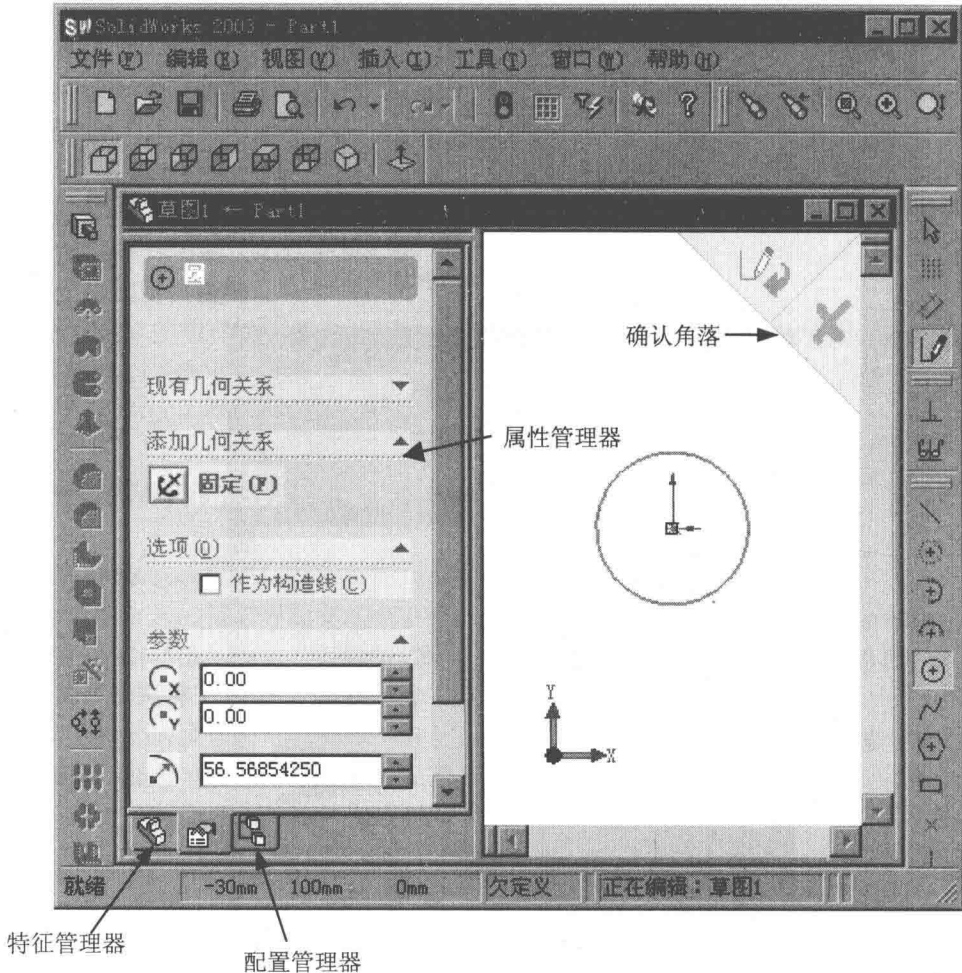 SolidWorks 2003 - Part1
文件(F) 编辑(E) 视图(V) 插入(I) 工具(T) 窗口(W) 帮助(H)
草图1 ← Part1
确认角落
现有几何关系
添加几何关系
属性管理器
固定(F)
选项(O)
作为构造线(C)
参数
0.00
0.00
56.56854250
Y
X
就绪 -30mm 100mm 0mm 欠定义 正在编辑：草图1
特征管理器
配置管理器